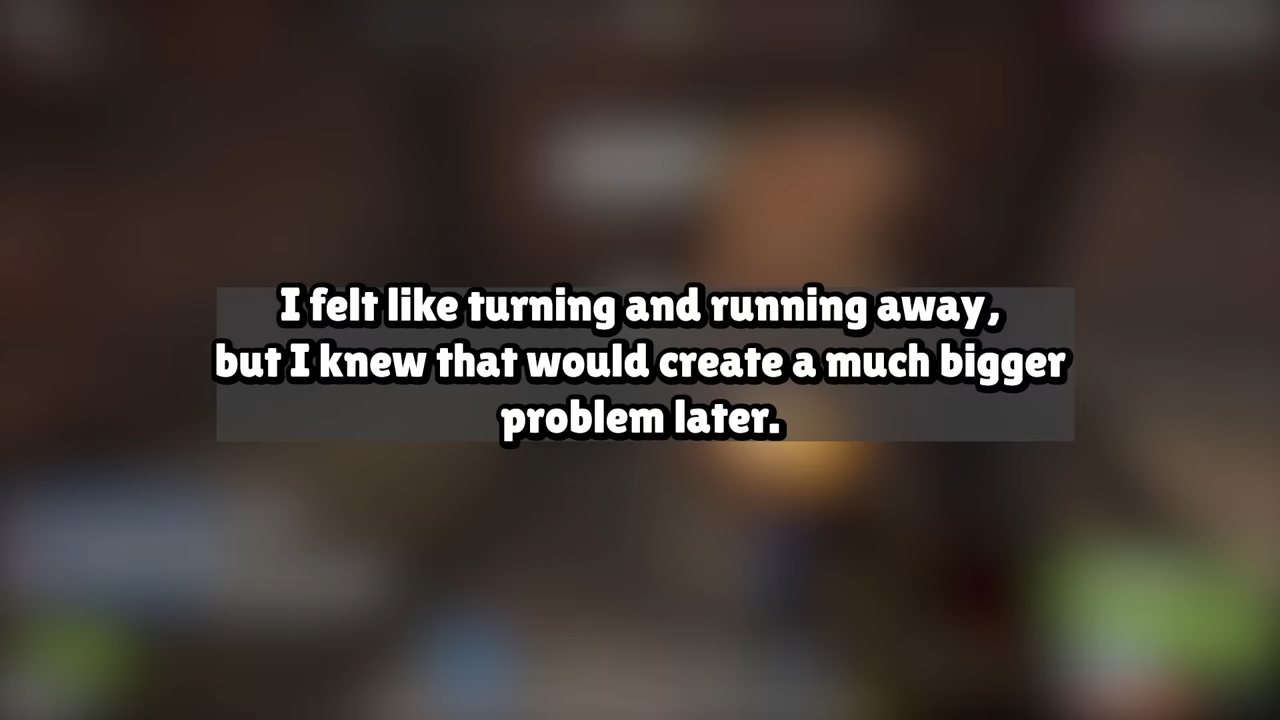 I felt like turning and running away,
but I knew that would create a much bigger
problem later.